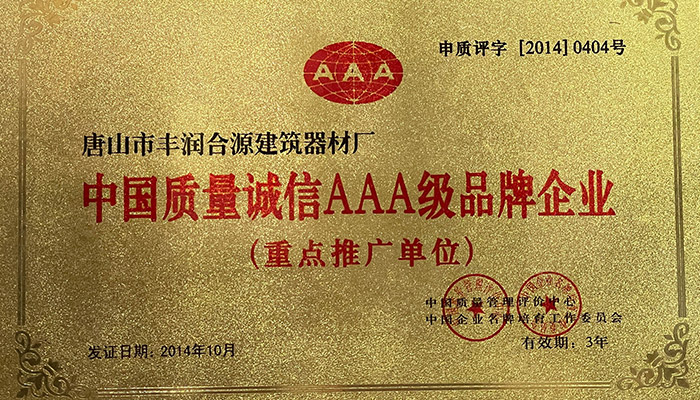 申质评字 [2014] 0404号
AAA
唐山市丰润合源建筑器材厂
中国质量诚信AAA级品牌企业
(重点推广单位)
中国质量管理评价中心
中国企业名牌培育工作委员会
发证日期: 2014年10月
有效期: 3年